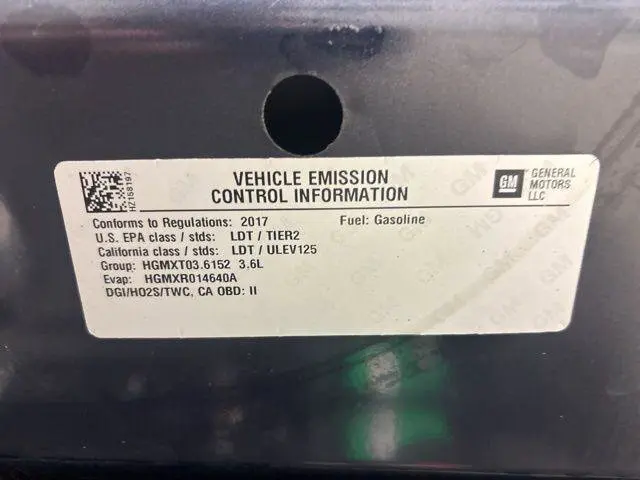 VEHICLE EMISSION
CONTROL INFORMATION
GM GENERAL MOTORS LLC
HZ158197
Conforms to Regulations: 2017 Fuel: Gasoline
U.S. EPA class / stds: LDT / TIER2
California class / stds: LDT / ULEV125
Group: HGMXT03.6152 3.6L
Evap: HGMXR014640A
DGI/HO2S/TWC, CA OBD: II